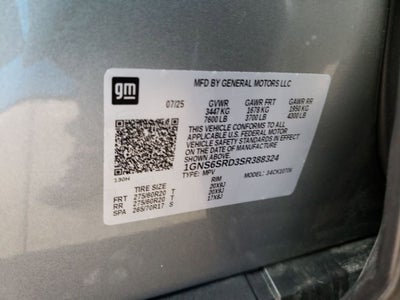 gm
MFD BY GENERAL MOTORS LLC
07/25 GVWR GAWR FRT GAWR RR
3447 KG 1678 KG 1950 KG
7600 LB 3700 LB 4300 LB
THIS VEHICLE CONFORMS TO ALL
APPLICABLE U.S. FEDERAL MOTOR
VEHICLE SAFETY STANDARDS IN EFFECT
ON THE DATE OF MANUFACTURE
SHOWN ABOVE.
1GNS6SRD3SR388324
TYPE: MPV MODEL:
TIRE SIZE RIM
FRT 275/60R20 T 20X9J
RR 275/60R20 T 20X9J
SPA 265/70R17 S 17X8J